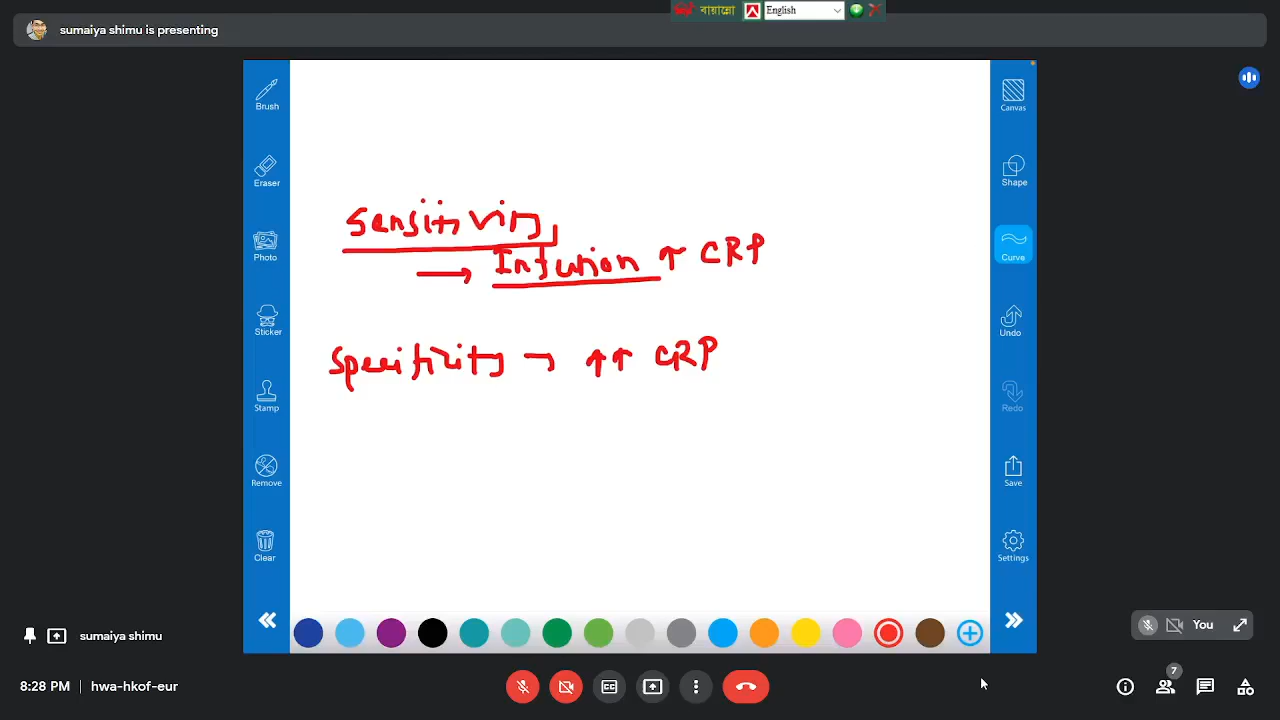 বায়ান্নো English
sumaiya shimu is presenting
Brush
Canvas
Eraser
Shape
Photo
Curve
Sticker
Undo
Stamp
Redo
Remove
Save
Clear
Settings
Sensitivity
→ Infution ↑ CRP
Specificity → ↑↑ CRP
sumaiya shimu
You
8:28 PM | hwa-hkof-eur
7